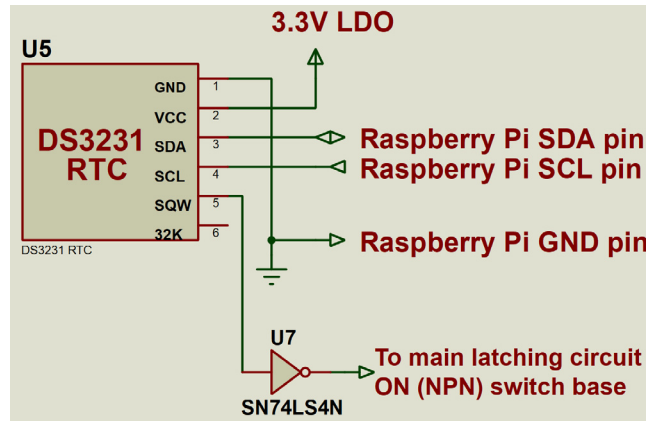 3.3V LDO
U5
GND 1
VCC 2
DS3231
RTC
SDA 3
SCL 4
SQW 5
32K 6
DS3231 RTC
Raspberry Pi SDA pin
Raspberry Pi SCL pin
Raspberry Pi GND pin
U7
SN74LS4N
To main latching circuit
ON (NPN) switch base